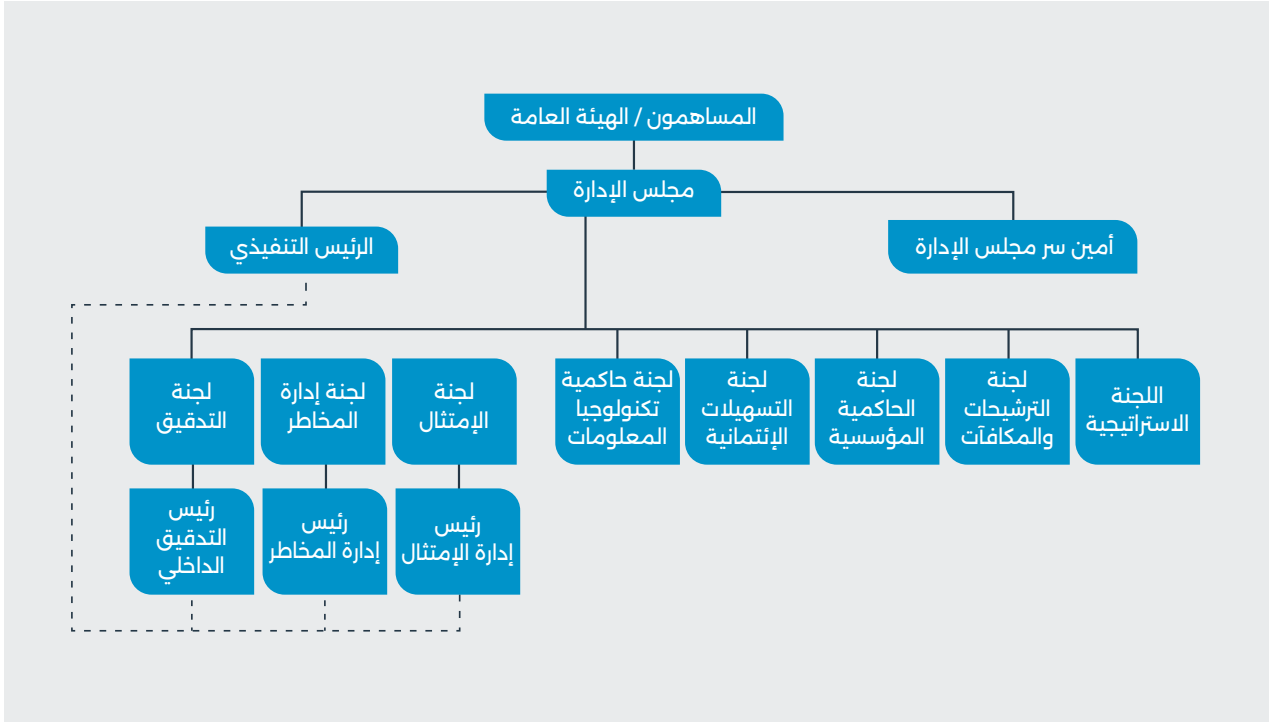 المساهمون / الهيئة العامة
مجلس الإدارة
أمين سر مجلس الإدارة
الرئيس التنفيذي
اللجنة
الاستراتيجية
لجنة
الترشيحات
والمكافآت
لجنة
الحاكمية
المؤسسية
لجنة
التسهيلات
الإئتمانية
لجنة حاكمية
تكنولوجيا
المعلومات
لجنة
الإمتثال
لجنة إدارة
المخاطر
لجنة
التدقيق
رئيس
إدارة الإمتثال
رئيس
إدارة المخاطر
رئيس
التدقيق
الداخلي